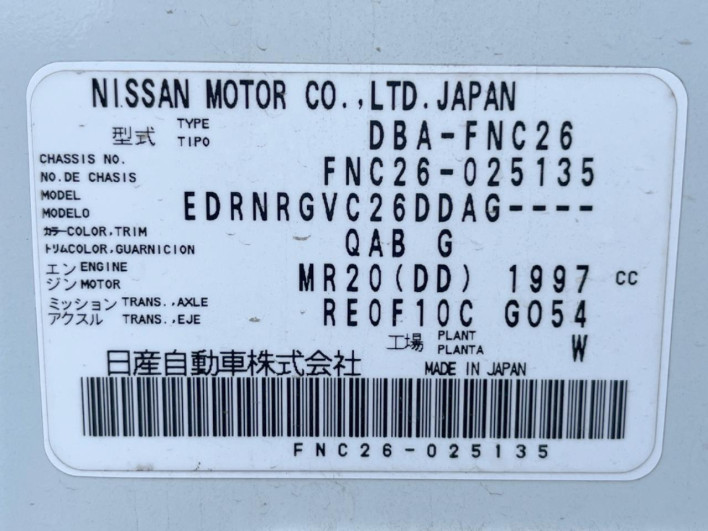 NISSAN MOTOR CO.,LTD.JAPAN
型式 TYPE TIPO DBA-FNC26
CHASSIS NO. NO.DE CHASIS FNC26-025135
MODEL MODELO EDRNRGVC26DDAG----
カラーCOLOR,TRIM トリムCOLOR,GUARNICION QAB G
エンジン ENGINE MOTOR MR20(DD) 1997 CC
ミッション TRANS.,AXLE アクスル TRANS.,EJE RE0F10C G054
工場 PLANT PLANTA W
日産自動車株式会社 MADE IN JAPAN
FNC26-025135